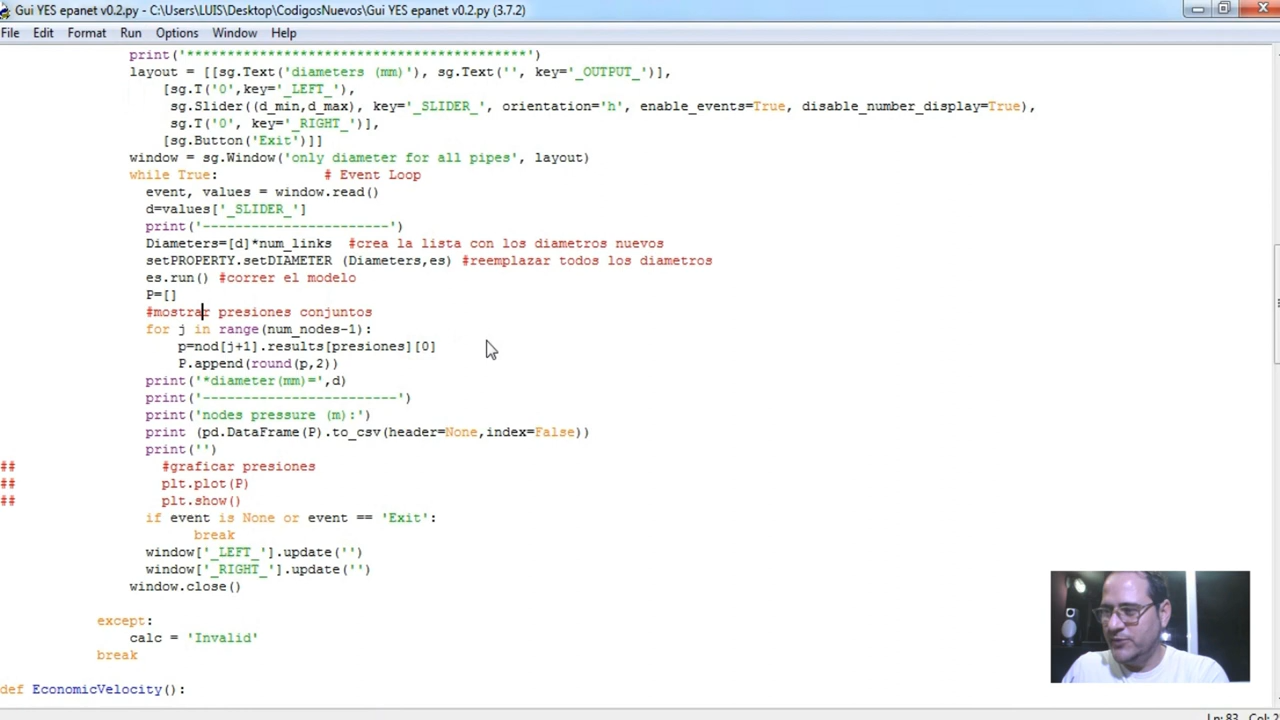 Gui YES epanet v0.2.py - C:\Users\LUIS\Desktop\CodigosNuevos\Gui YES epanet v0.2.py (3.7.2)
File Edit Format Run Options Window Help
print('******************************************')
layout = [[sg.Text('diameters (mm)'), sg.Text('', key='_OUTPUT_')],
[sg.T('0',key='_LEFT_'),
sg.Slider((d_min,d_max), key='_SLIDER_', orientation='h', enable_events=True, disable_number_display=True),
sg.T('0', key='_RIGHT_')],
[sg.Button('Exit')]]
window = sg.Window('only diameter for all pipes', layout)
while True: # Event Loop
event, values = window.read()
d=values['_SLIDER_']
print('-----------------------')
Diameters=[d]*num_links #crea la lista con los diametros nuevos
setPROPERTY.setDIAMETER (Diameters,es) #reemplazar todos los diametros
es.run() #correr el modelo
P=[]
#mostrar presiones conjuntos
for j in range(num_nodes-1):
p=nod[j+1].results[presiones][0]
P.append(round(p,2))
print('*diameter(mm)=',d)
print('------------------------')
print('nodes pressure (m):')
print (pd.DataFrame(P).to_csv(header=None,index=False))
print('')
## #graficar presiones
## plt.plot(P)
## plt.show()
if event is None or event == 'Exit':
break
window['_LEFT_'].update('')
window['_RIGHT_'].update('')
window.close()
except:
calc = 'Invalid'
break
def EconomicVelocity():
Ln: 83 Col: 2